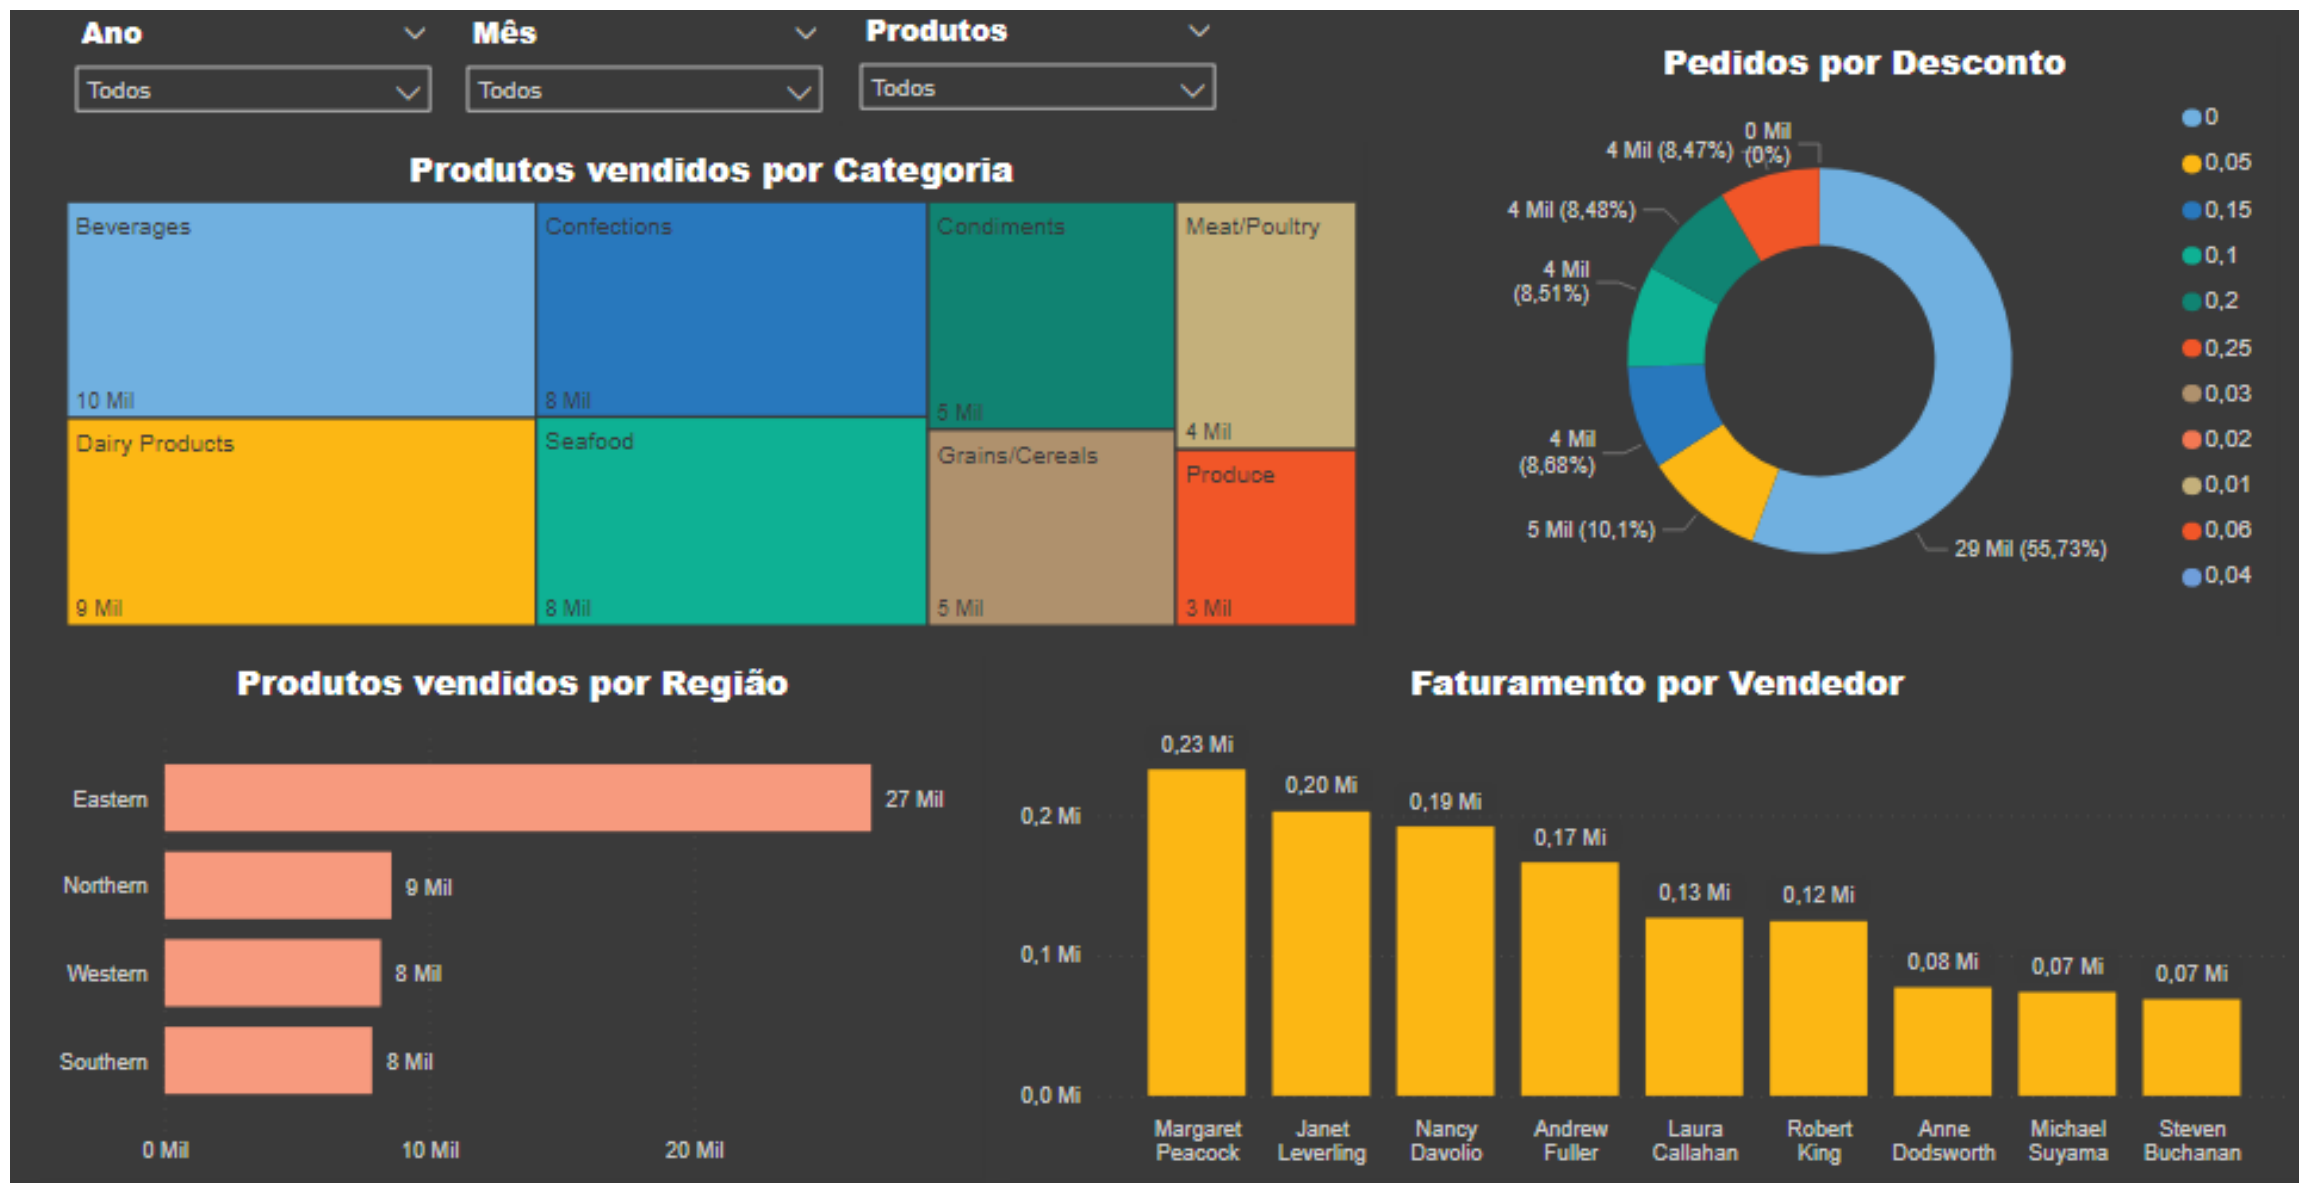 Ano
Mês
Produtos
Todos
Todos
Todos
Produtos vendidos por Categoria
Beverages
10 Mil
Confections
8 Mil
Condiments
5 Mil
Meat/Poultry
4 Mil
Dairy Products
9 Mil
Seafood
8 Mil
Grains/Cereals
5 Mil
Produce
3 Mil
Pedidos por Desconto
0 Mil
(0%)
4 Mil (8,47%)
4 Mil (8,48%)
4 Mil
(8,51%)
4 Mil
(8,68%)
5 Mil (10,1%)
29 Mil (55,73%)
0
0,05
0,15
0,1
0,2
0,25
0,03
0,02
0,01
0,06
0,04
Produtos vendidos por Região
Eastern
27 Mil
Northern
9 Mil
Western
8 Mil
Southern
8 Mil
0 Mil
10 Mil
20 Mil
Faturamento por Vendedor
0,2 Mi
0,1 Mi
0,0 Mi
0,23 Mi
0,20 Mi
0,19 Mi
0,17 Mi
0,13 Mi
0,12 Mi
0,08 Mi
0,07 Mi
0,07 Mi
Margaret
Peacock
Janet
Leverling
Nancy
Davolio
Andrew
Fuller
Laura
Callahan
Robert
King
Anne
Dodsworth
Michael
Suyama
Steven
Buchanan